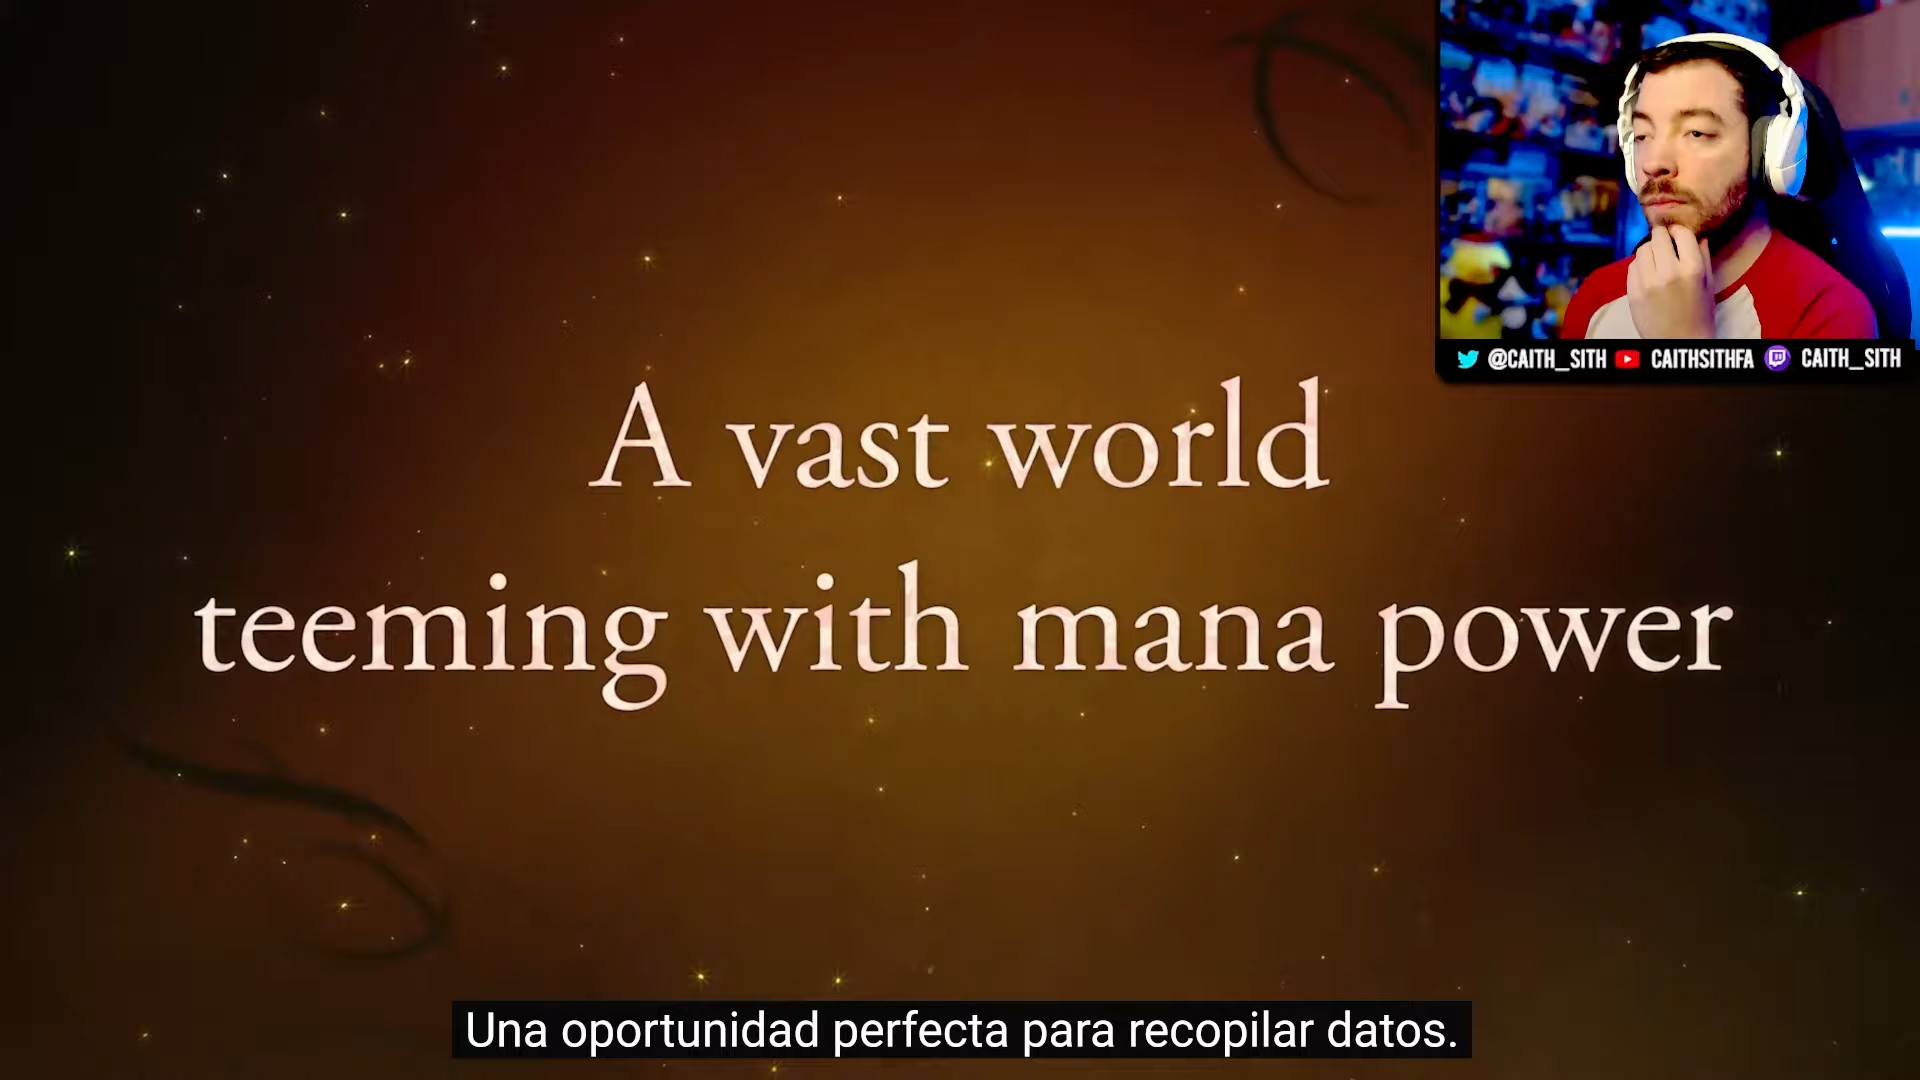 @CAITH_SITH CAITHSITHFA CAITH_SITH
A vast world
teeming with mana power
Una oportunidad perfecta para recopilar datos.